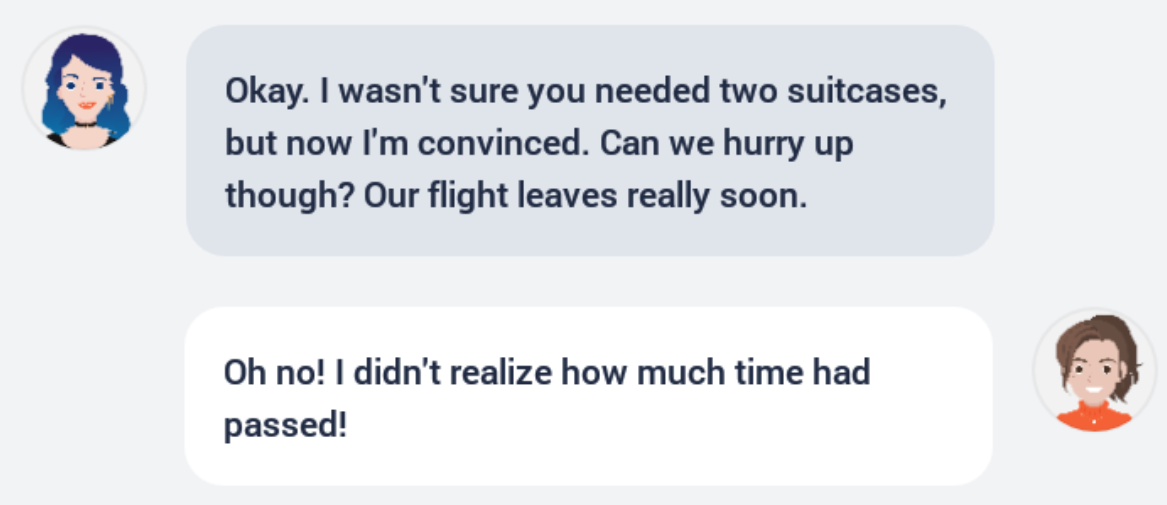 Okay. I wasn't sure you needed two suitcases,
but now I'm convinced. Can we hurry up
though? Our flight leaves really soon.
Oh no! I didn't realize how much time had
passed!